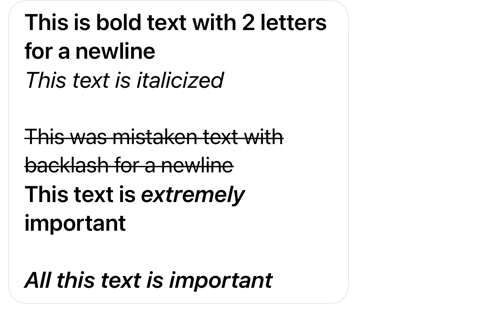 This is bold text with 2 letters
for a newline
This text is italicized
This was mistaken text with
backlash for a newline
This text is extremely
important
All this text is important